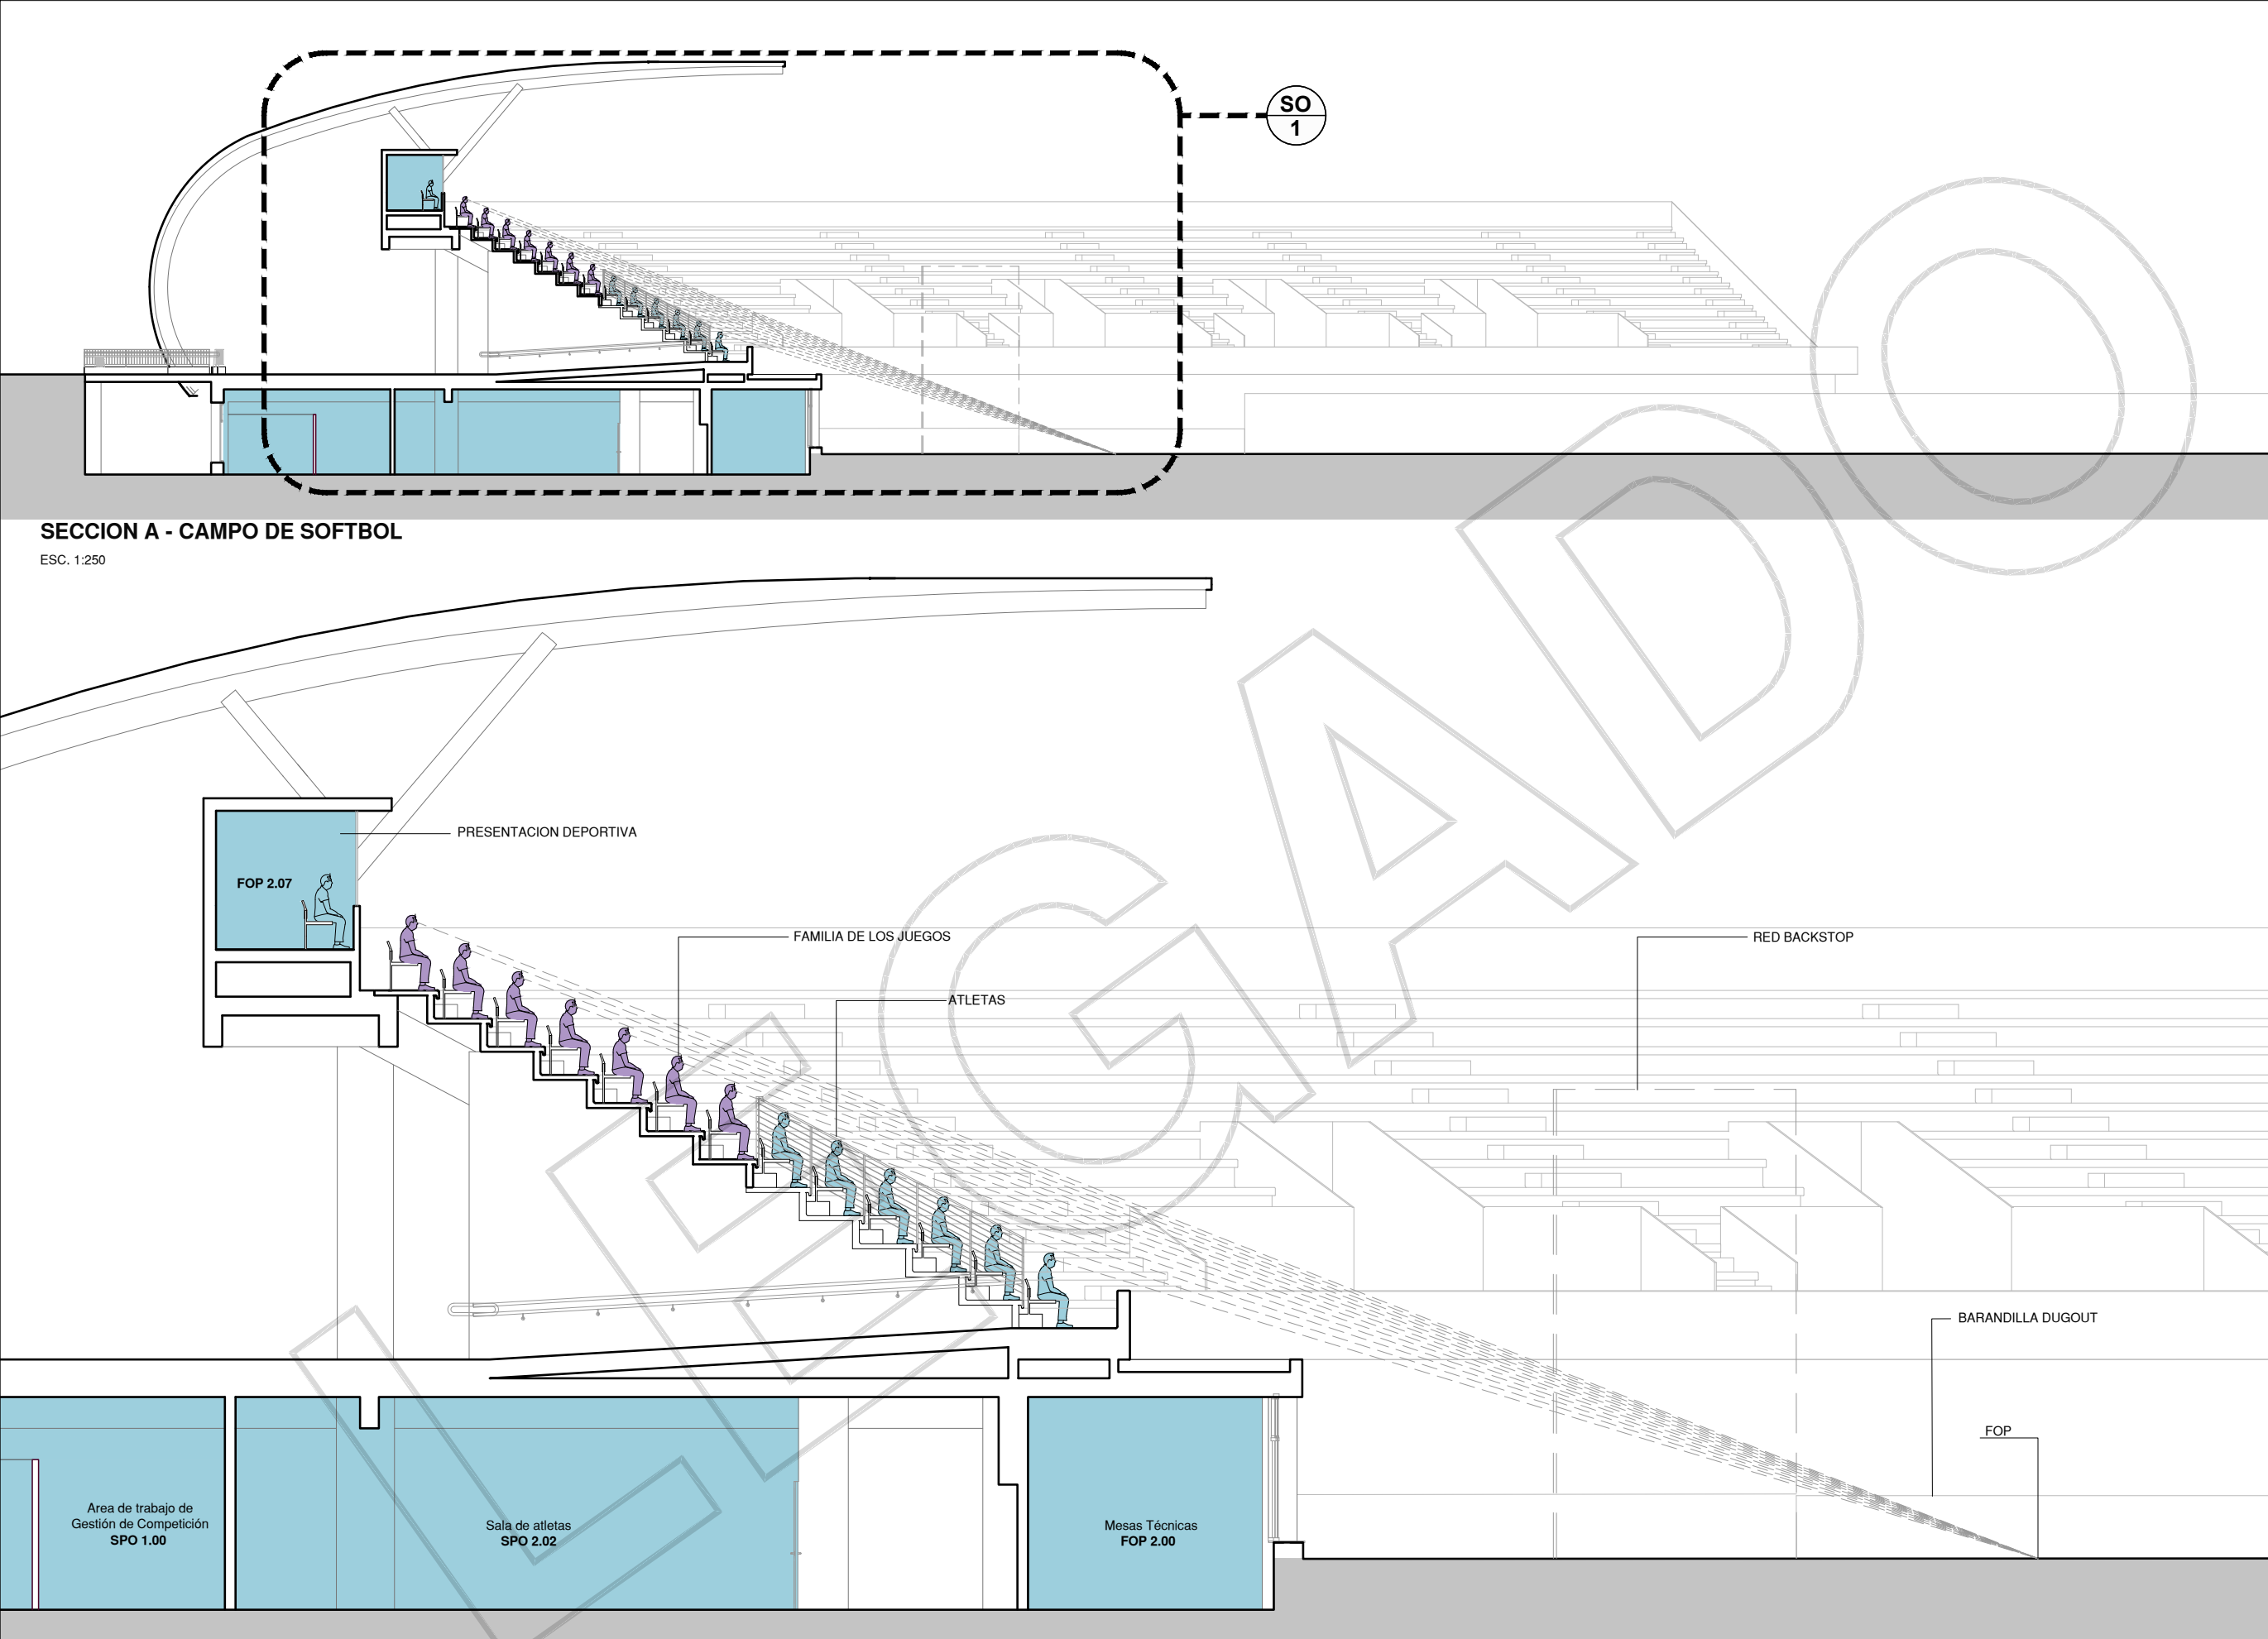 SO
1
SECCION A - CAMPO DE SOFTBOL
ESC. 1:250
PRESENTACION DEPORTIVA
FOP 2.07
FAMILIA DE LOS JUEGOS
RED BACKSTOP
ATLETAS
BARANDILLA DUGOUT
FOP
Area de trabajo de
Gestión de Competición
SPO 1.00
Sala de atletas
SPO 2.02
Mesas Técnicas
FOP 2.00
LEGADO